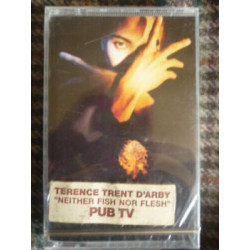 TERENCE TRENT D'ARBY
"NEITHER FISH NOR FLESH"
PUB TV